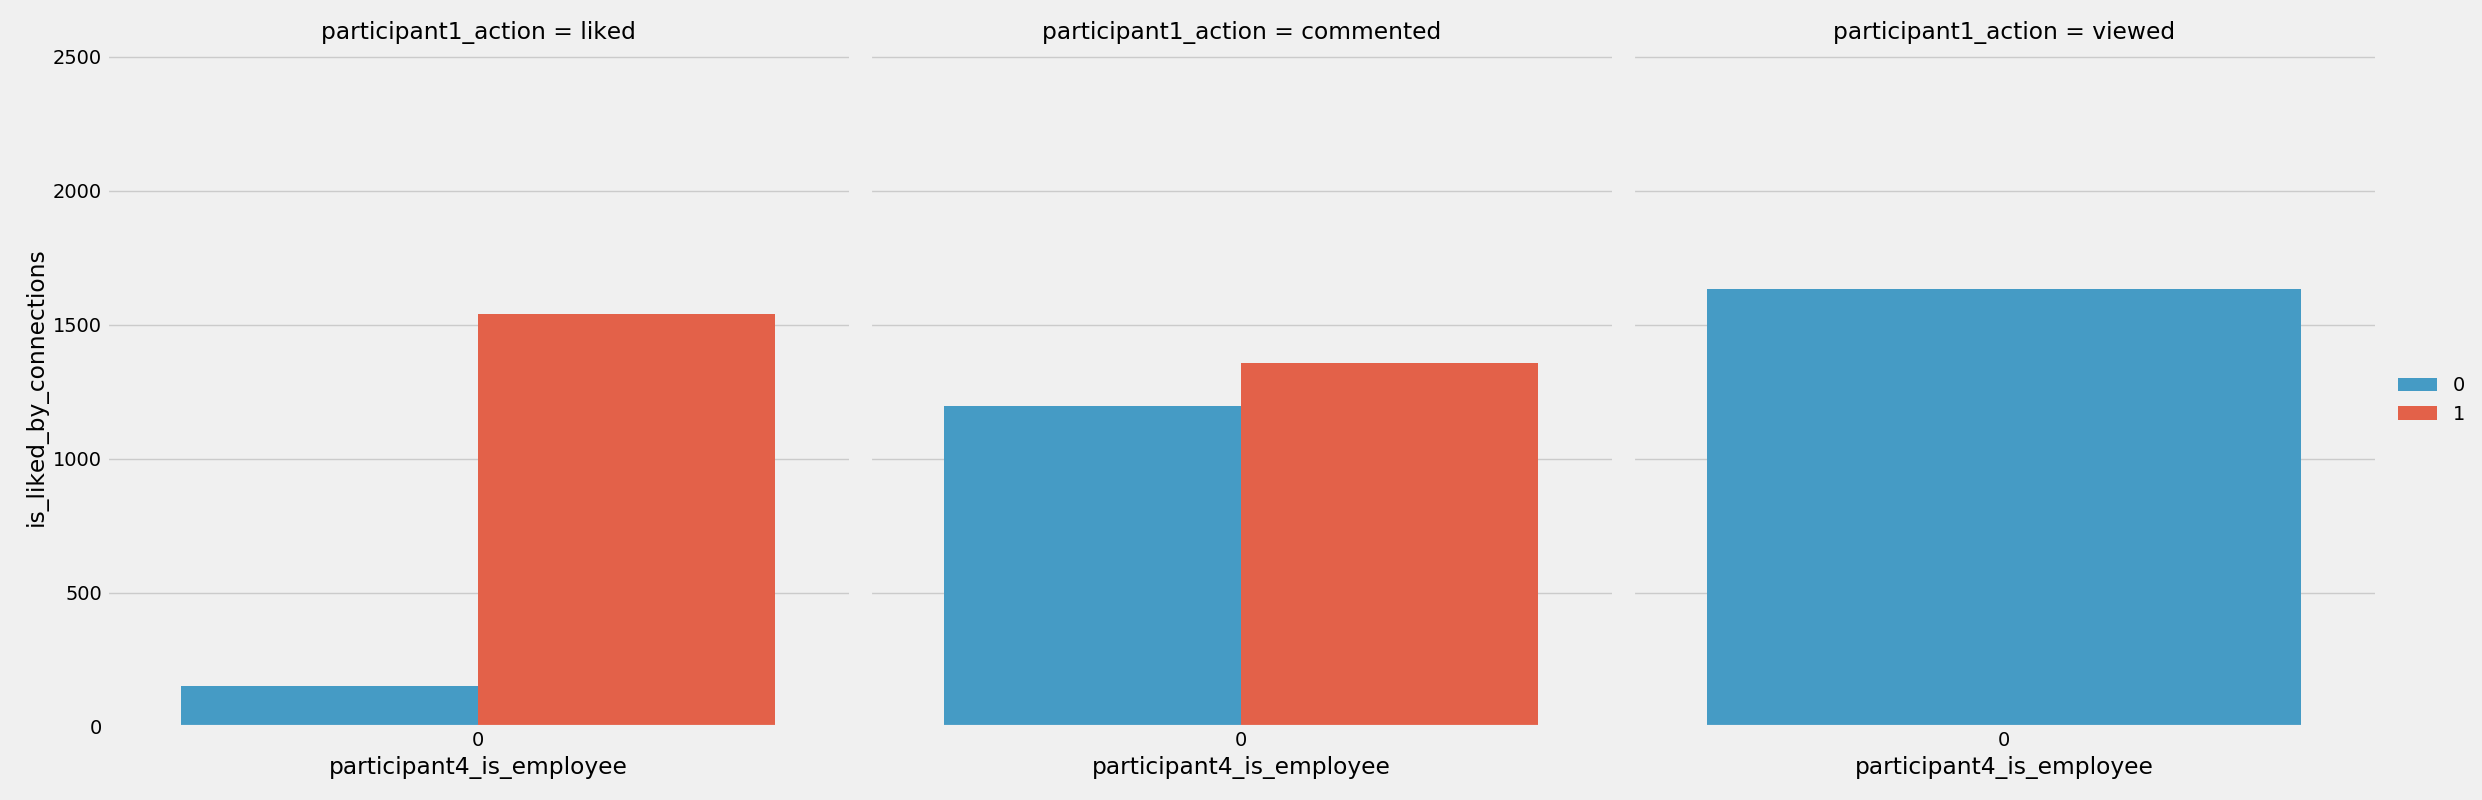 participant1_action = liked
participant1_action = commented
participant1_action = viewed
2500
2000
1500
1000
500
0
is_liked_by_connections
0
0
0
participant4_is_employee
participant4_is_employee
participant4_is_employee
0
1